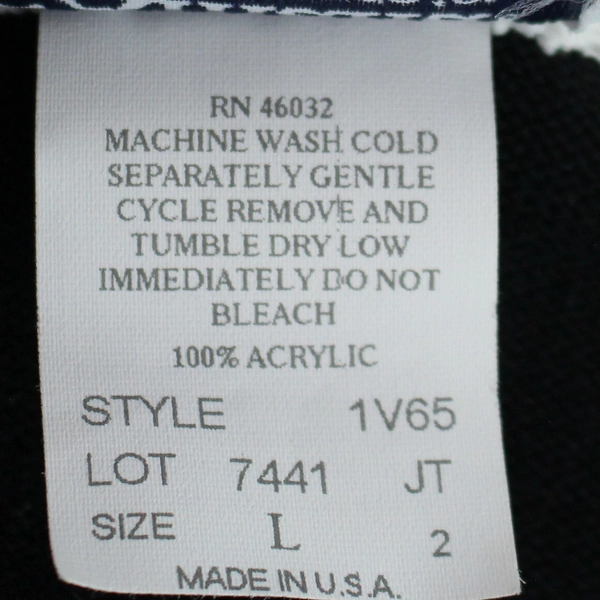 RN 46032
MACHINE WASH COLD
SEPARATELY GENTLE
CYCLE REMOVE AND
TUMBLE DRY LOW
IMMEDIATELY DO NOT
BLEACH
100% ACRYLIC
STYLE 1V65
LOT 7441 JT
SIZE L 2
MADE IN U.S.A.